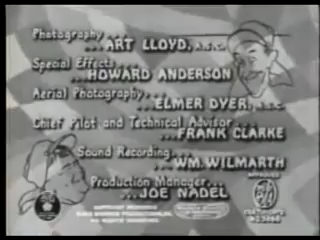 Photography...
...ART LLOYD, A.S.C.
Special Effects...
...HOWARD ANDERSON
Aerial Photography...
...ELMER DYER, A.S.C.
Chief Pilot and Technical Advisor...
...FRANK CLARKE
Sound Recording...
...WM. WILMARTH
Production Manager...
...JOE NADEL
APPROVED